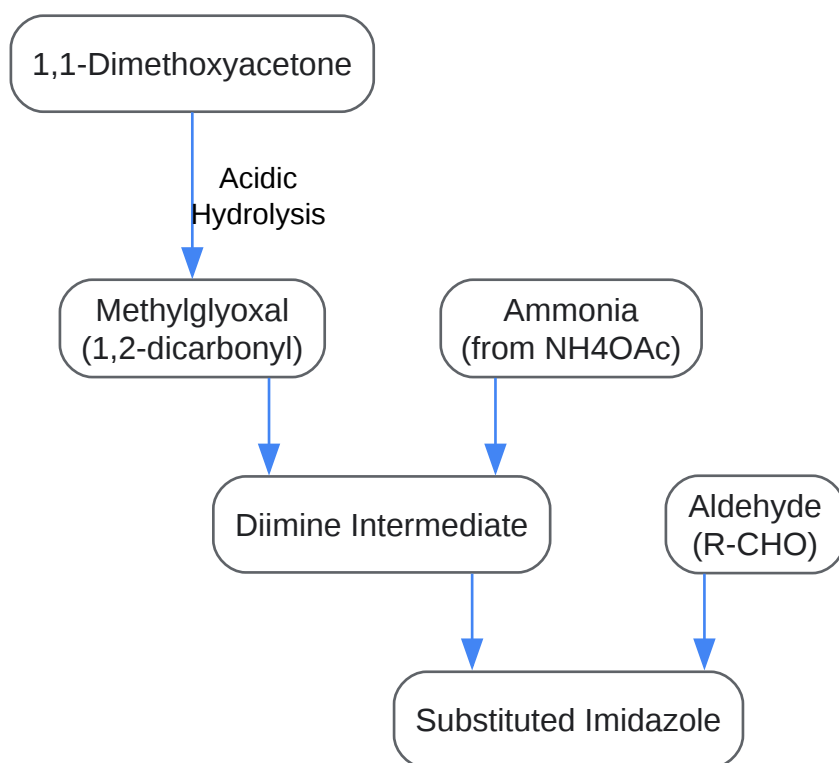 1,1-Dimethoxyacetone
Acidic
Hydrolysis
Methylglyoxal
(1,2-dicarbonyl)
Ammonia
(from NH4OAc)
Diimine Intermediate
Aldehyde
(R-CHO)
Substituted Imidazole